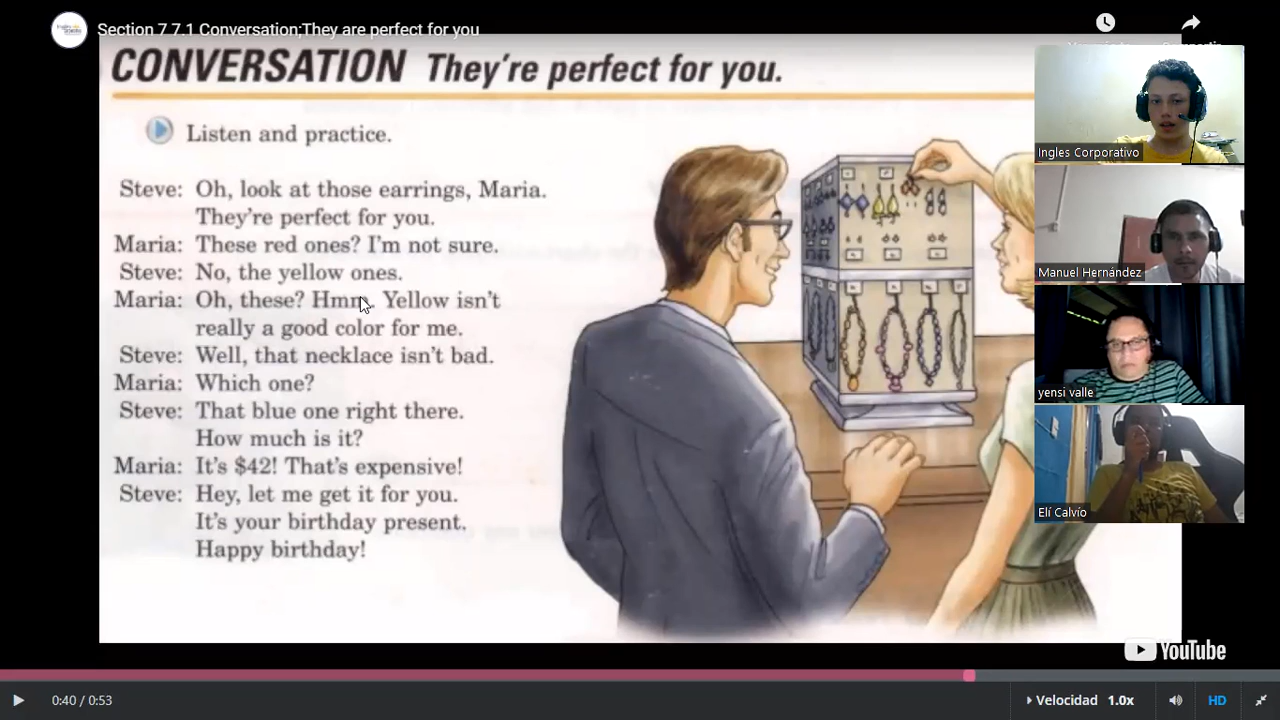 Section 7 7.1 Conversation;They are perfect for you
CONVERSATION They're perfect for you.
Listen and practice.
Steve: Oh, look at those earrings, Maria.
They're perfect for you.
Maria: These red ones? I'm not sure.
Steve: No, the yellow ones.
Maria: Oh, these? Hmm. Yellow isn't
really a good color for me.
Steve: Well, that necklace isn't bad.
Maria: Which one?
Steve: That blue one right there.
How much is it?
Maria: It's $42! That's expensive!
Steve: Hey, let me get it for you.
It's your birthday present.
Happy birthday!
Ingles Corporativo
Manuel Hernández
yensi valle
Elí Calvío
YouTube
0:40 / 0:53
Velocidad 1.0x
HD